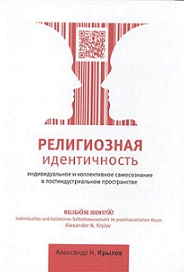 РЕЛИГИОЗНАЯ
идентичность
индивидуальное и коллективное самосознание
в постиндустриальном пространстве
RELIGIÖSE IDENTITÄT
Individuelles und kollektives Selbstbewusstsein im postindustriellen Raum
Alexander N. Krylov
Александр Н. Крылов